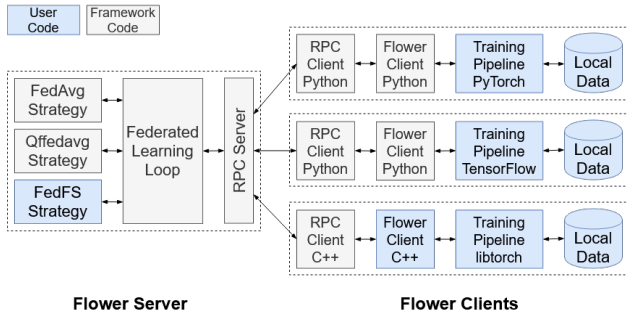 User
Code
Framework
Code
FedAvg
Strategy
Qffedavg
Strategy
FedFS
Strategy
Federated
Learning
Loop
RPC Server
RPC
Client
Python
Flower
Client
Python
Training
Pipeline
PyTorch
Local
Data
RPC
Client
Python
Flower
Client
Python
Training
Pipeline
TensorFlow
Local
Data
RPC
Client
C++
Flower
Client
C++
Training
Pipeline
libtorch
Local
Data
Flower Server
Flower Clients